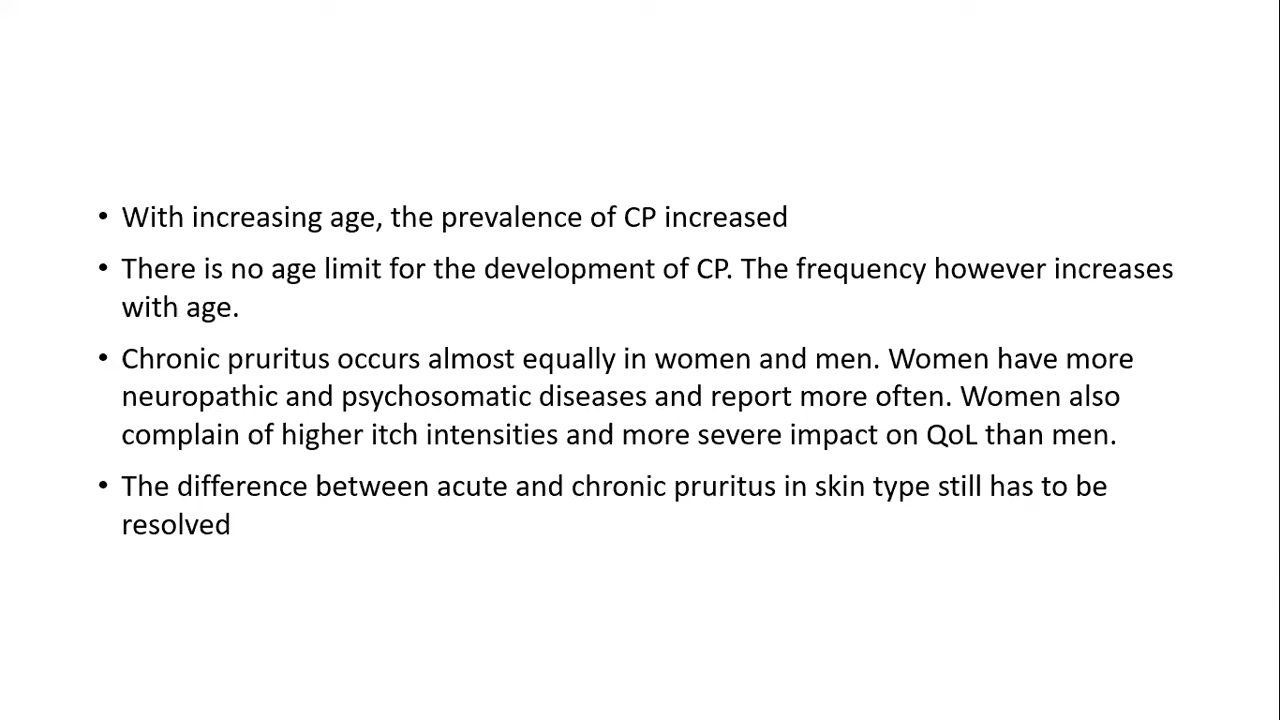 • With increasing age, the prevalence of CP increased
• There is no age limit for the development of CP. The frequency however increases
with age.
• Chronic pruritus occurs almost equally in women and men. Women have more
neuropathic and psychosomatic diseases and report more often. Women also
complain of higher itch intensities and more severe impact on QoL than men.
• The difference between acute and chronic pruritus in skin type still has to be
resolved